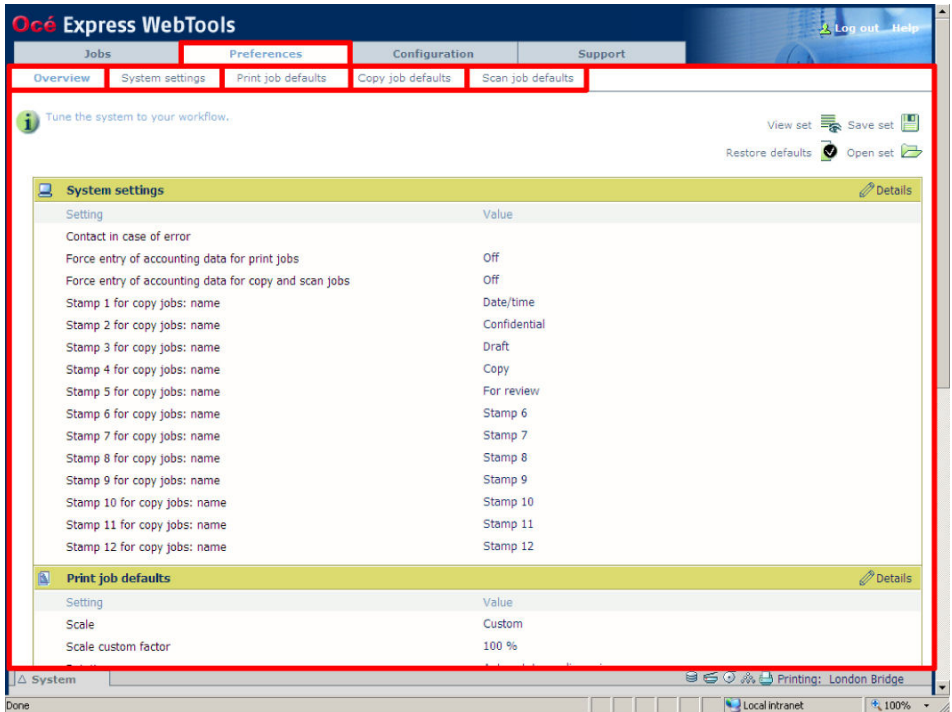 Océ Express WebTools
Log out Help
Jobs Preferences Configuration Support
Overview System settings Print job defaults Copy job defaults Scan job defaults
Tune the system to your workflow.
View set Save set
Restore defaults Open set
System settings Details
Setting Value
Contact in case of error
Force entry of accounting data for print jobs Off
Force entry of accounting data for copy and scan jobs Off
Stamp 1 for copy jobs: name Date/time
Stamp 2 for copy jobs: name Confidential
Stamp 3 for copy jobs: name Draft
Stamp 4 for copy jobs: name Copy
Stamp 5 for copy jobs: name For review
Stamp 6 for copy jobs: name Stamp 6
Stamp 7 for copy jobs: name Stamp 7
Stamp 8 for copy jobs: name Stamp 8
Stamp 9 for copy jobs: name Stamp 9
Stamp 10 for copy jobs: name Stamp 10
Stamp 11 for copy jobs: name Stamp 11
Stamp 12 for copy jobs: name Stamp 12
Print job defaults Details
Setting Value
Scale Custom
Scale custom factor 100 %
System Printing: London Bridge
Done Local intranet 100%